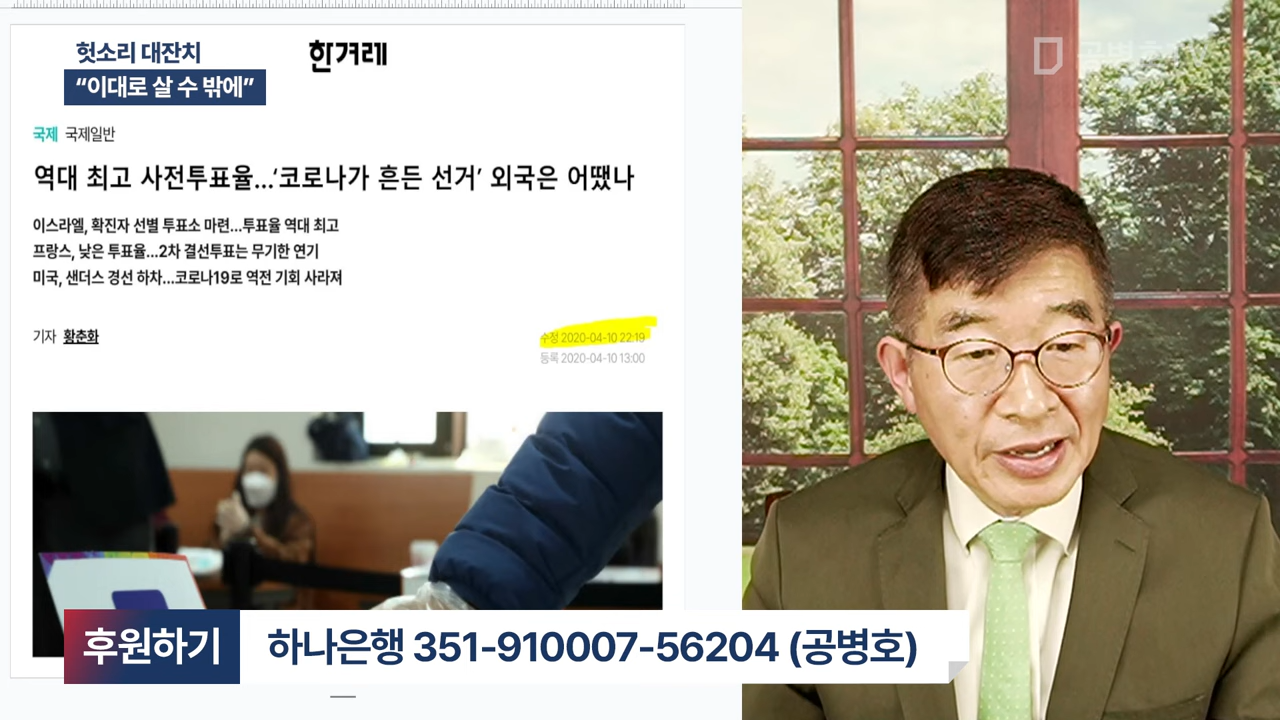 헛소리 대잔치
“이대로 살 수 밖에”
한겨레
국제 국제일반
역대 최고 사전투표율...‘코로나가 흔든 선거’ 외국은 어땠나
이스라엘, 확진자 선별 투표소 마련...투표율 역대 최고
프랑스, 낮은 투표율...2차 결선투표는 무기한 연기
미국, 샌더스 경선 하차...코로나19로 역전 기회 사라져
기자 황춘화
수정 2020-04-10 22:19
등록 2020-04-10 13:00
후원하기
하나은행 351-910007-56204 (공병호)